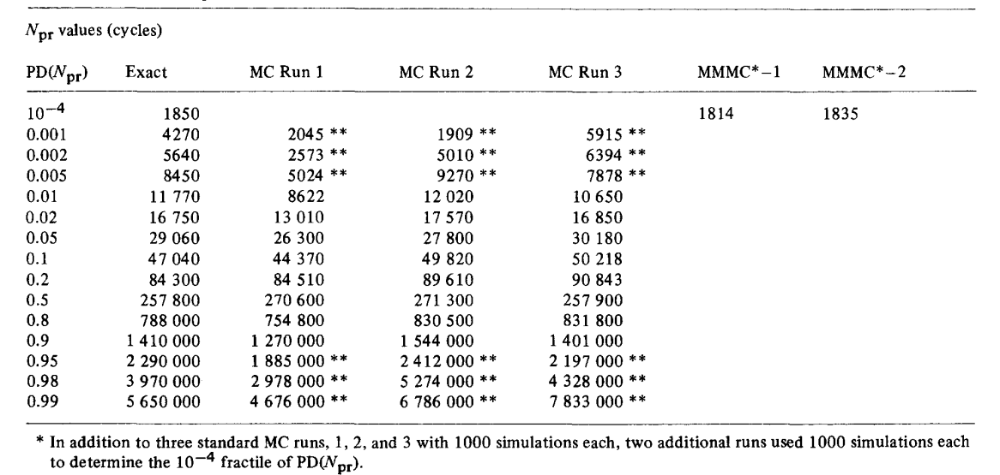 Npr values (cycles)
PD(Npr) Exact MC Run 1 MC Run 2 MC Run 3 MMMC*−1 MMMC*−2
10−4 1850 1814 1835
0.001 4270 2045 ** 1909 ** 5915 **
0.002 5640 2573 ** 5010 ** 6394 **
0.005 8450 5024 ** 9270 ** 7878 **
0.01 11 770 8622 12 020 10 650
0.02 16 750 13 010 17 570 16 850
0.05 29 060 26 300 27 800 30 180
0.1 47 040 44 370 49 820 50 218
0.2 84 300 84 510 89 610 90 843
0.5 257 800 270 600 271 300 257 900
0.8 788 000 754 800 830 500 831 800
0.9 1 410 000 1 270 000 1 544 000 1 401 000
0.95 2 290 000 1 885 000 ** 2 412 000 ** 2 197 000 **
0.98 3 970 000 2 978 000 ** 5 274 000 ** 4 328 000 **
0.99 5 650 000 4 676 000 ** 6 786 000 ** 7 833 000 **
* In addition to three standard MC runs, 1, 2, and 3 with 1000 simulations each, two additional runs used 1000 simulations each
to determine the 10−4 fractile of PD(Npr).